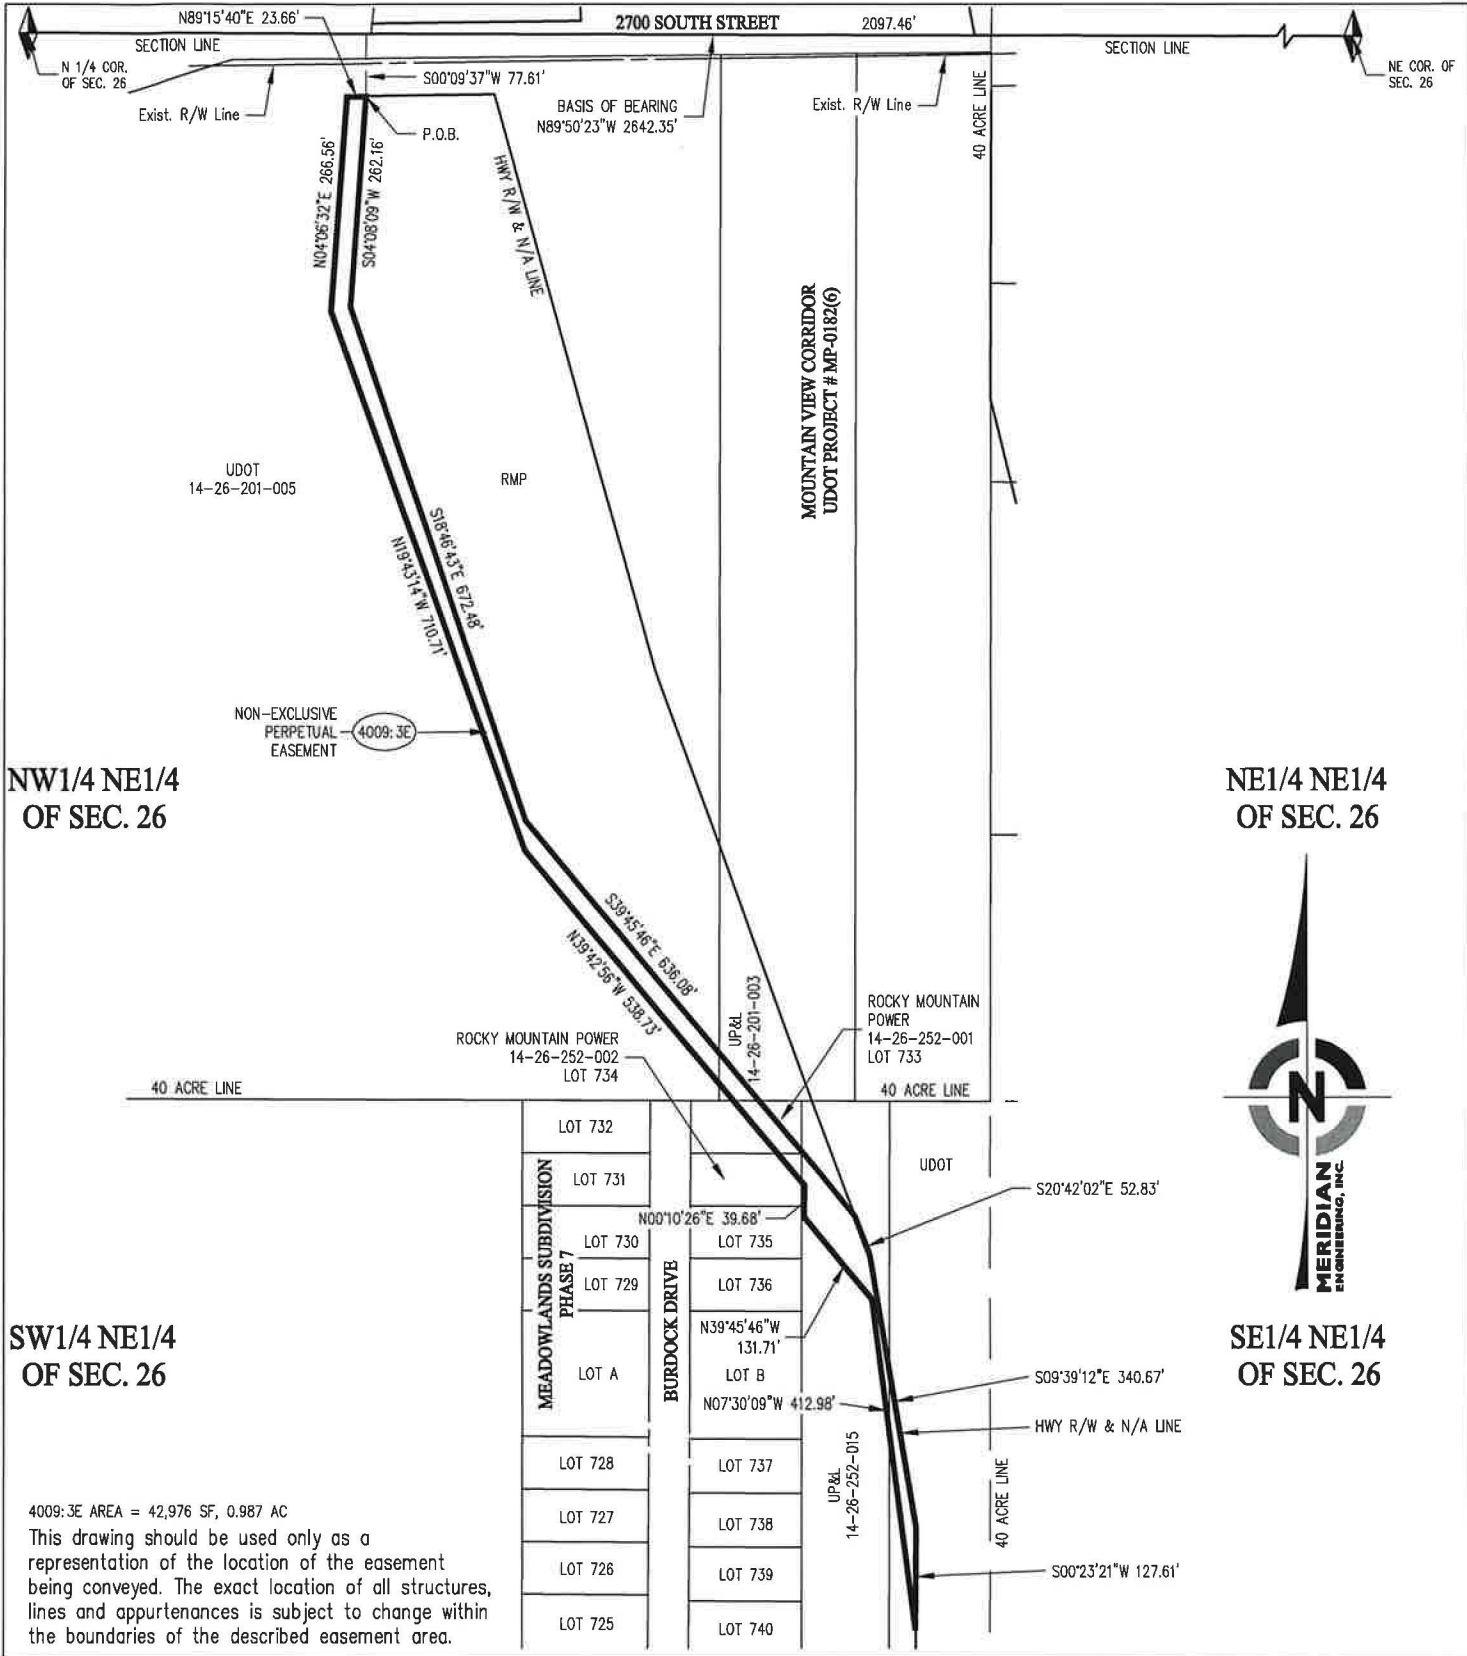 N89°15'40"E 23.66'
2700 SOUTH STREET
2097.46'
SECTION LINE
SECTION LINE
N 1/4 COR.
OF SEC. 26
NE COR. OF
SEC. 26
S00°09'37"W 77.61'
Exist. R/W Line
BASIS OF BEARING
N89°50'23"W 2642.35'
Exist. R/W Line
P.O.B.
40 ACRE LINE
N04°06'32"E 266.56'
S04°08'09"W 262.16'
HWY R/W & N/A LINE
MOUNTAIN VIEW CORRIDOR
UDOT PROJECT # MP-0182(6)
UDOT
14-26-201-005
RMP
S18°46'43"E 672.48'
N19°43'14"W 710.71'
NON-EXCLUSIVE
PERPETUAL
EASEMENT
4009:3E
NW1/4 NE1/4
OF SEC. 26
NE1/4 NE1/4
OF SEC. 26
S39°45'46"E 636.08'
N39°42'56"W 538.73'
UP&L
14-26-201-003
ROCKY MOUNTAIN
POWER
14-26-252-001
LOT 733
ROCKY MOUNTAIN POWER
14-26-252-002
LOT 734
40 ACRE LINE
40 ACRE LINE
N
MERIDIAN
ENGINEERING, INC.
LOT 732
LOT 731
UDOT
S20°42'02"E 52.83'
N00°10'26"E 39.68'
MEADOWLANDS SUBDIVISION
PHASE 7
LOT 730
LOT 735
LOT 729
LOT 736
BURDOCK DRIVE
N39°45'46"W
131.71'
SW1/4 NE1/4
OF SEC. 26
SE1/4 NE1/4
OF SEC. 26
LOT A
LOT B
S09°39'12"E 340.67'
N07°30'09"W 412.98'
HWY R/W & N/A LINE
LOT 728
LOT 737
UP&L
14-26-252-015
40 ACRE LINE
LOT 727
LOT 738
LOT 726
LOT 739
S00°23'21"W 127.61'
LOT 725
LOT 740
4009:3E AREA = 42,976 SF, 0.987 AC
This drawing should be used only as a
representation of the location of the easement
being conveyed. The exact location of all structures,
lines and appurtenances is subject to change within
the boundaries of the described easement area.